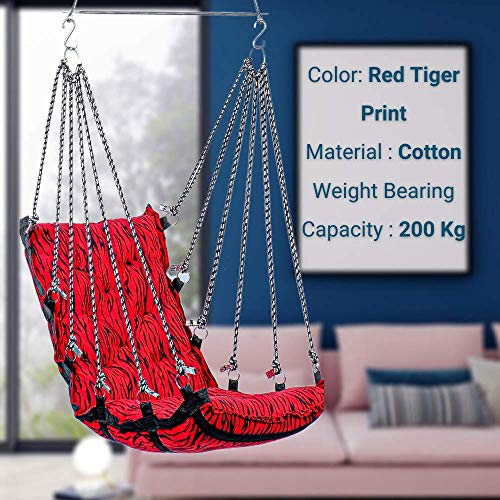 Color: Red Tiger
Print
Material : Cotton
Weight Bearing
Capacity : 200 Kg